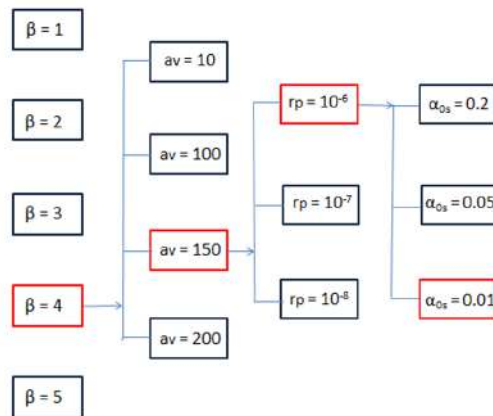 β = 1
β = 2
β = 3
β = 4
β = 5
av = 10
av = 100
av = 150
av = 200
rp = 10⁻⁶
rp = 10⁻⁷
rp = 10⁻⁸
α₀ₛ = 0.2
α₀ₛ = 0.05
α₀ₛ = 0.01